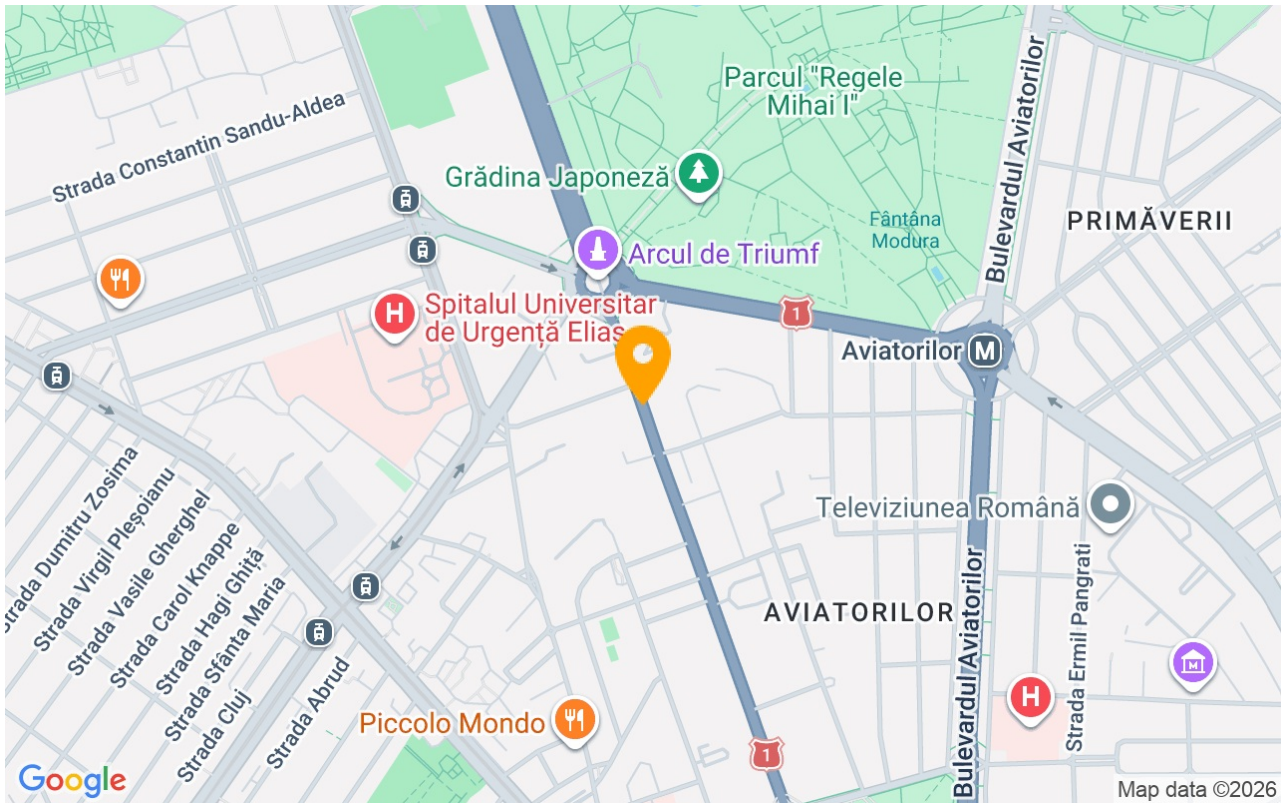 Parcul "Regele
Mihai I"
Strada Constantin Sandu-Aldea
Bulevardul Aviatorilor
Grădina Japoneză
Fântâna
Modura
PRIMĂVERII
Arcul de Triumf
H
Spitalul Universitar
de Urgență Elias
1
Aviatorilor
M
Strada Dumitru Zosima
Strada Virgil Pleșoianu
Strada Vasile Gherghel
Strada Carol Knappe
Strada Hagi Ghiță
Strada Sfânta Maria
Strada Cluj
Strada Abrud
Televiziunea Română
AVIATORILOR
Bulevardul Aviatorilor
Strada Ermil Pangrati
M
H
Piccolo Mondo
1
Google
Map data ©2026